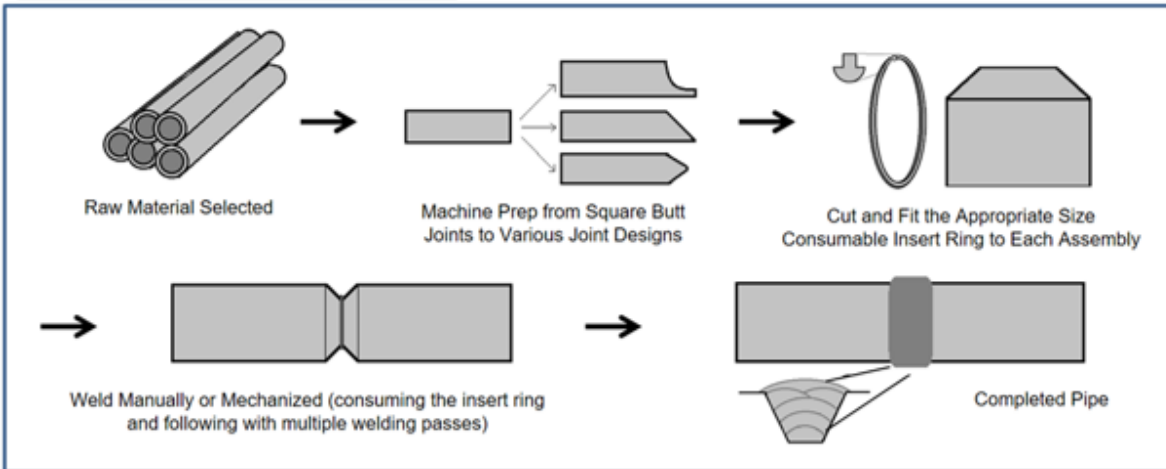 Raw Material Selected
Machine Prep from Square Butt
Joints to Various Joint Designs
Cut and Fit the Appropriate Size
Consumable Insert Ring to Each Assembly
Weld Manually or Mechanized (consuming the insert ring
and following with multiple welding passes)
Completed Pipe